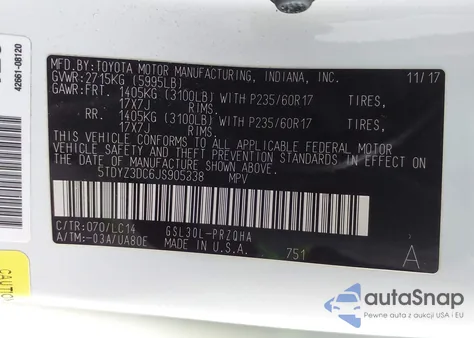 42661-08120
MFD.BY:TOYOTA MOTOR MANUFACTURING, INDIANA, INC. 11/17
GVWR:2715KG (5995LB)
GAWR:FRT. 1405KG (3100LB) WITH P235/60R17 TIRES,
17X7J RIMS,
RR. 1405KG (3100LB) WITH P235/60R17 TIRES,
17X7J RIMS.
THIS VEHICLE CONFORMS TO ALL APPLICABLE FEDERAL MOTOR
VEHICLE SAFETY AND THEFT PREVENTION STANDARDS IN EFFECT
ON THE DATE OF MANUFACTURE SHOWN ABOVE.
5TDYZ3DC6JS905338 MPV
C/TR:070/LC14 GSL30L-PRZQHA
A/TM:-03A/UA80E MADE IN U.S.A. 751 A
autoSnap
Pewne auta z aukcji USA i EU